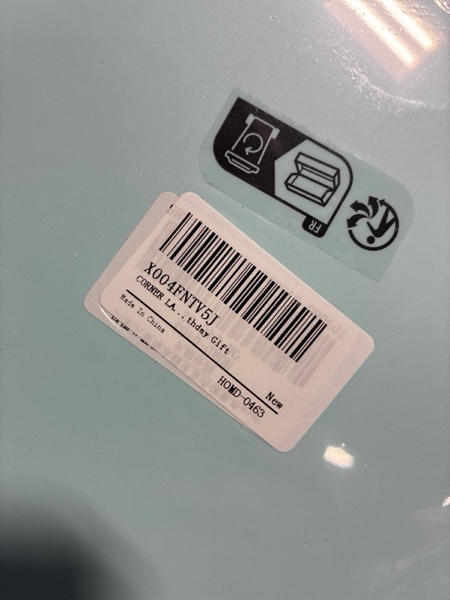 FR
X004FNTV5J
CORNER LA...thday Gift
New
Made In China
HOMD-0463